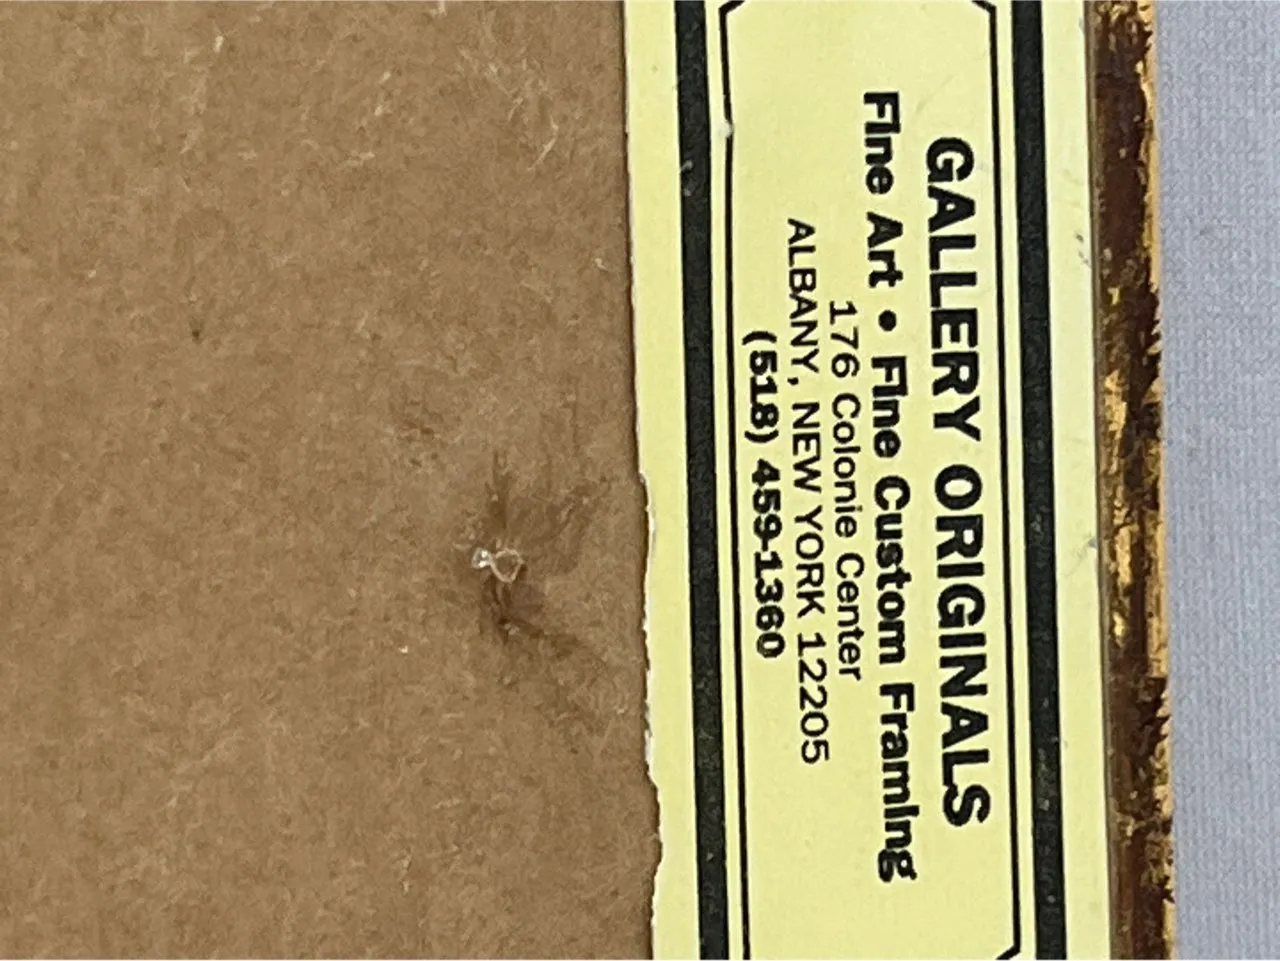 GALLERY ORIGINALS
Fine Art • Fine Custom Framing
176 Colonie Center
ALBANY, NEW YORK 12205
(518) 459-1360